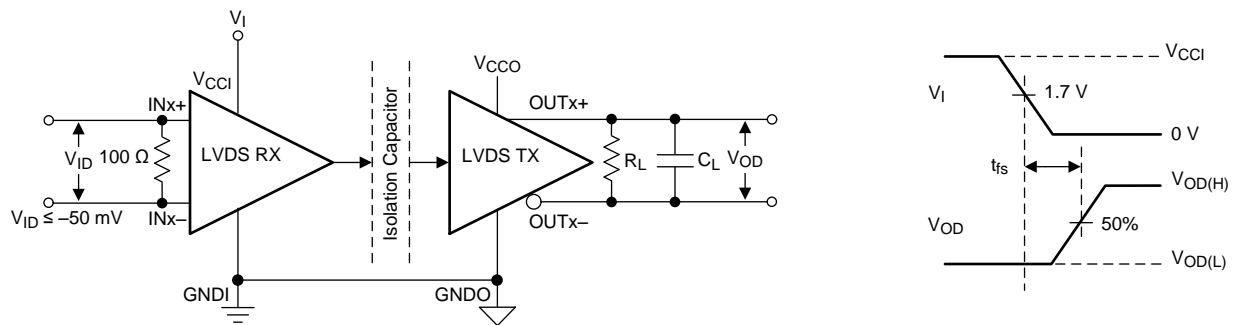 V_I
V_CCI
V_CCO
INx+
OUTx+
V_ID
100 Ω
LVDS RX
Isolation Capacitor
LVDS TX
R_L
C_L
V_OD
INx–
V_ID ≤ –50 mV
OUTx–
GNDI
GNDO
V_CCI
V_I
1.7 V
0 V
t_fs
V_OD(H)
V_OD
50%
V_OD(L)